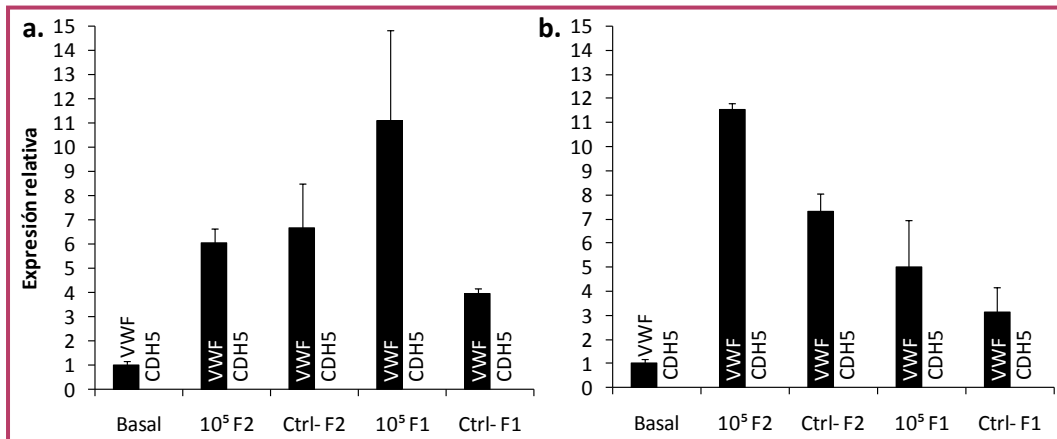 a.
Expresión relativa
15
14
13
12
11
10
9
8
7
6
5
4
3
2
1
0
VWF
CDH5
VWF
CDH5
VWF
CDH5
VWF
CDH5
VWF
CDH5
Basal
10⁵ F2
Ctrl- F2
10⁵ F1
Ctrl- F1
b.
15
14
13
12
11
10
9
8
7
6
5
4
3
2
1
0
VWF
CDH5
VWF
CDH5
VWF
CDH5
VWF
CDH5
VWF
CDH5
Basal
10⁵ F2
Ctrl- F2
10⁵ F1
Ctrl- F1